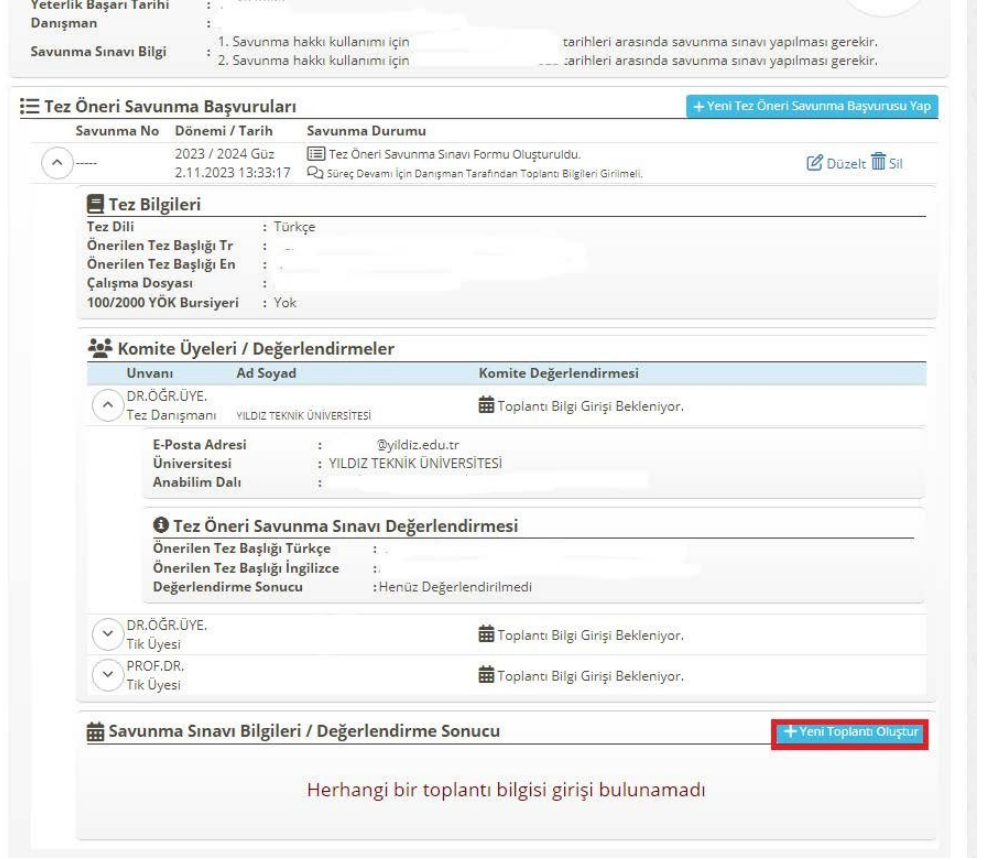 Yeterlik Başarı Tarihi :
Danışman :
Savunma Sınavı Bilgi : 1. Savunma hakkı kullanımı için tarihleri arasında savunma sınavı yapılması gerekir.
2. Savunma hakkı kullanımı için tarihleri arasında savunma sınavı yapılması gerekir.
Tez Öneri Savunma Başvuruları + Yeni Tez Öneri Savunma Başvurusu Yap
Savunma No Dönemi / Tarih Savunma Durumu
----- 2023 / 2024 Güz Tez Öneri Savunma Sınavı Formu Oluşturuldu. Düzelt Sil
2.11.2023 13:33:17 Süreç Devamı İçin Danışman Tarafından Toplantı Bilgileri Girilmeli.
Tez Bilgileri
Tez Dili : Türkçe
Önerilen Tez Başlığı Tr :
Önerilen Tez Başlığı En :
Çalışma Dosyası :
100/2000 YÖK Bursiyeri : Yok
Komite Üyeleri / Değerlendirmeler
Unvanı Ad Soyad Komite Değerlendirmesi
DR.ÖĞR.ÜYE.
Tez Danışmanı YILDIZ TEKNİK ÜNİVERSİTESİ Toplantı Bilgi Girişi Bekleniyor.
E-Posta Adresi : @yildiz.edu.tr
Üniversitesi : YILDIZ TEKNİK ÜNİVERSİTESİ
Anabilim Dalı :
Tez Öneri Savunma Sınavı Değerlendirmesi
Önerilen Tez Başlığı Türkçe :
Önerilen Tez Başlığı İngilizce :
Değerlendirme Sonucu :Henüz Değerlendirilmedi
DR.ÖĞR.ÜYE.
Tik Üyesi Toplantı Bilgi Girişi Bekleniyor.
PROF.DR.
Tik Üyesi Toplantı Bilgi Girişi Bekleniyor.
Savunma Sınavı Bilgileri / Değerlendirme Sonucu + Yeni Toplantı Oluştur
Herhangi bir toplantı bilgisi girişi bulunamadı